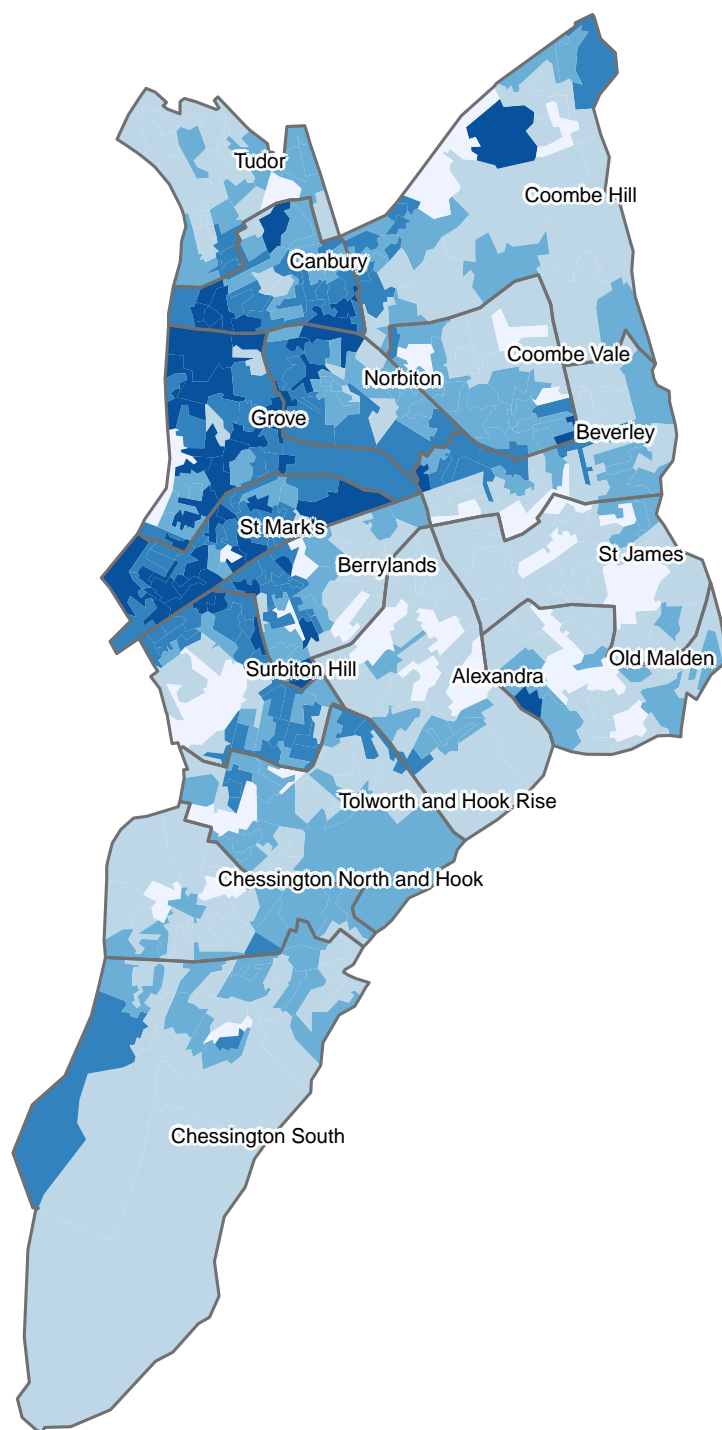 Tudor
Coombe Hill
Canbury
Coombe Vale
Norbiton
Grove
Beverley
St Mark's
St James
Berrylands
Old Malden
Surbiton Hill
Alexandra
Tolworth and Hook Rise
Chessington North and Hook
Chessington South